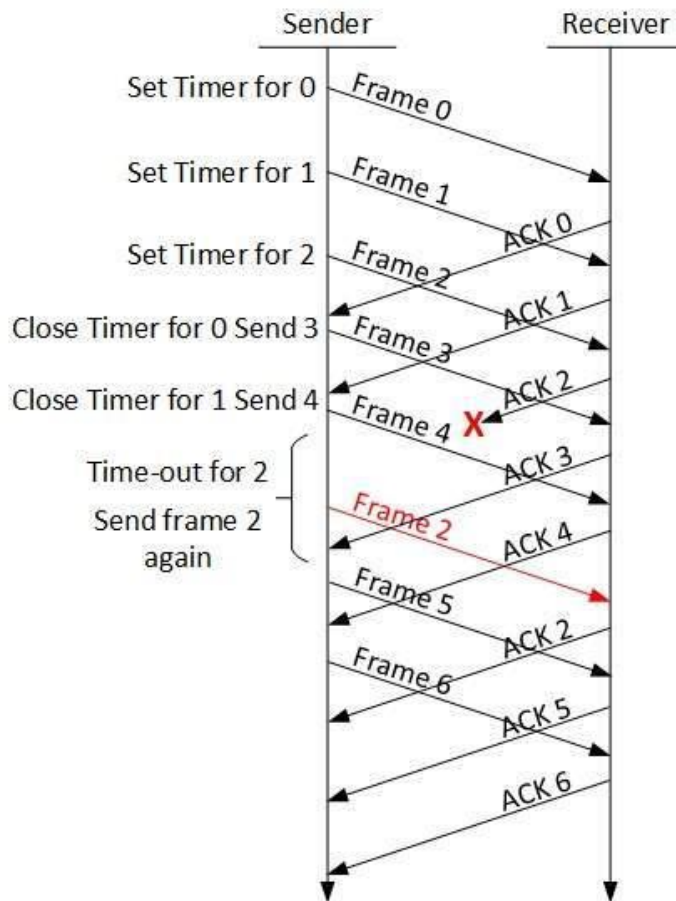 Sender
Receiver
Set Timer for 0
Frame 0
Set Timer for 1
Frame 1
ACK 0
Set Timer for 2
Frame 2
ACK 1
Close Timer for 0 Send 3
Frame 3
ACK 2
X
Close Timer for 1 Send 4
Frame 4
ACK 3
Time-out for 2
Send frame 2
again
Frame 2
ACK 4
Frame 5
ACK 2
Frame 6
ACK 5
ACK 6